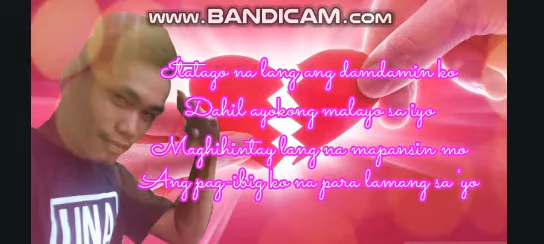 www.BANDICAM.com
Itatago na lang ang damdamin ko
Dahil ayokong malayo sa iyo
Maghihintay lang na mapansin mo
Ang pag-ibig ko na para lamang sa 'yo
UNA